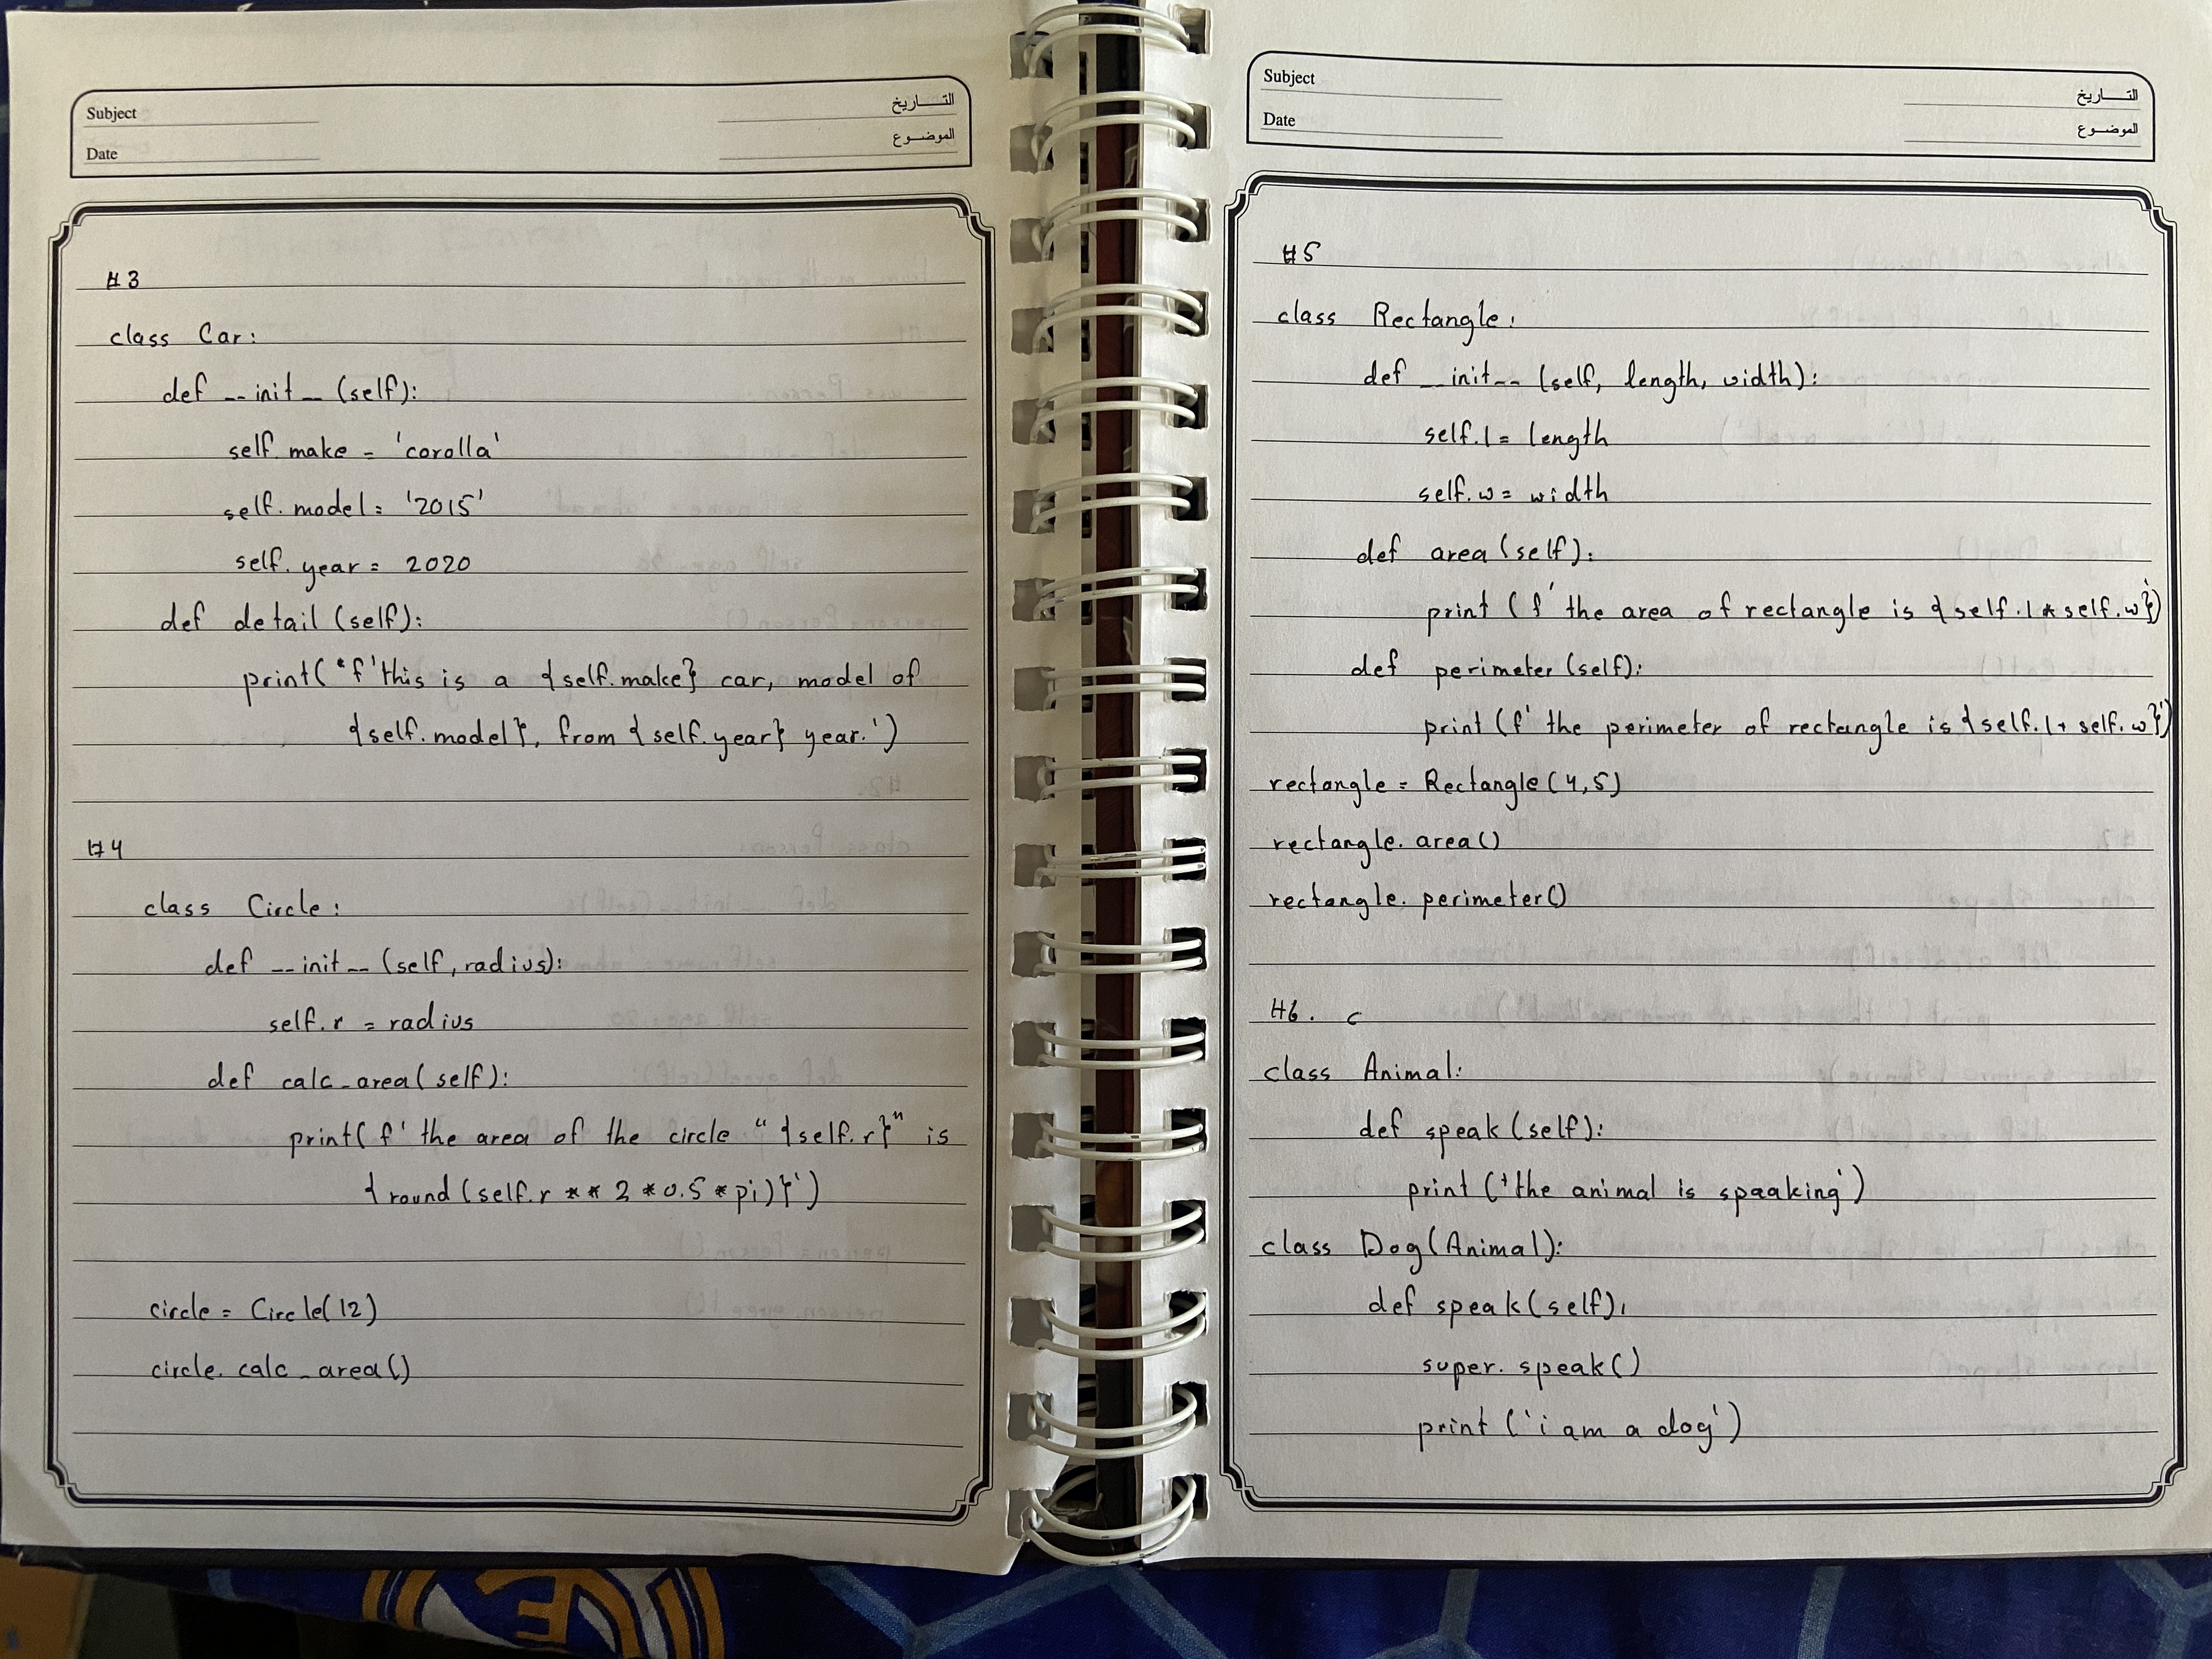 Subject
الموضوع
Date
التاريخ
#3
class Car:
def __init__(self):
self.make = 'corolla'
self.model = '2015'
self.year = 2020
def detail(self):
print(f'this is a {self.make} car, model of
{self.model}, from {self.year} year.')
#4
class Circle:
def __init__(self, radius):
self.r = radius
def calc_area(self):
print(f'the area of the circle "{self.r}" is
{round(self.r ** 2 * 0.5 * pi)}')
circle = Circle(12)
circle.calc_area()
Subject
الموضوع
Date
التاريخ
#5
class Rectangle:
def __init__(self, length, width):
self.l = length
self.w = width
def area(self):
print(f'the area of rectangle is {self.l * self.w}')
def perimeter(self):
print(f'the perimeter of rectangle is {self.l + self.w}')
rectangle = Rectangle(4,5)
rectangle.area()
rectangle.perimeter()
#6. c
class Animal:
def speak(self):
print('the animal is spaaking')
class Dog(Animal):
def speak(self),
super.speak()
print('i am a dog')